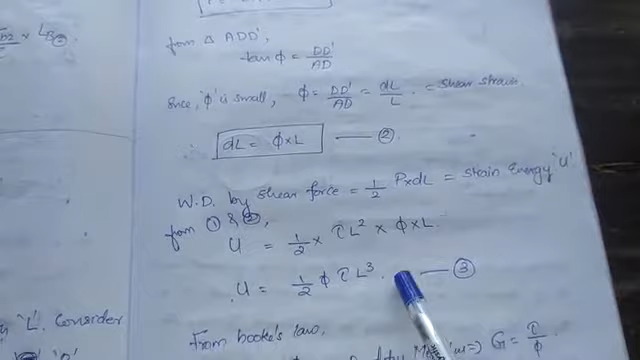 from Δ ADD',
tan ϕ = DD'/AD
Since, 'ϕ' is small, ϕ = DD'/AD = dL/L . = shear strain.
dL = ϕ×L —— ②.
W.D. by shear force = 1/2 P×dL = strain Energy 'U'
from ① & ②,
U = 1/2 × τL² × ϕ×L.
U = 1/2 ϕ τL³. —— ③
'L'. Consider
From hooke's law,
G = τ/ϕ.